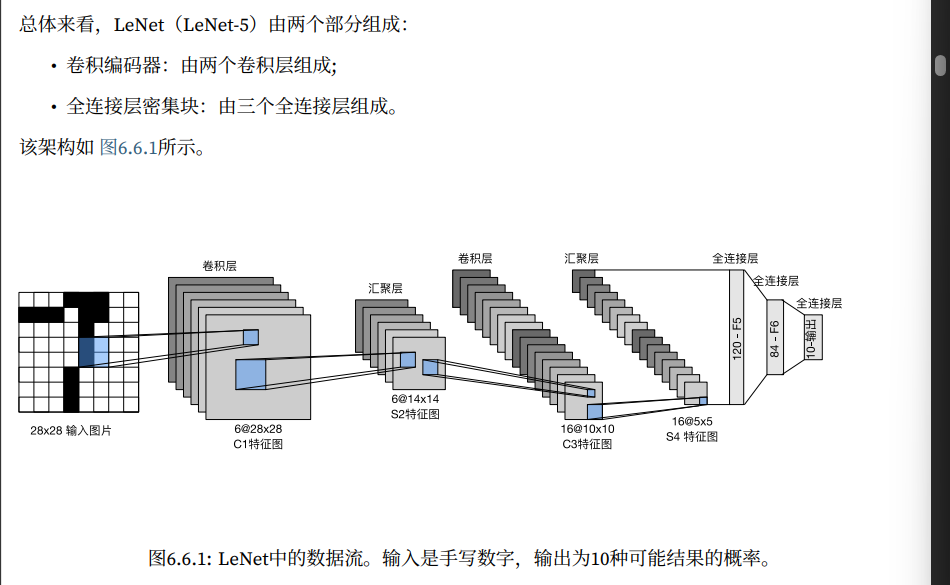 总体来看，LeNet（LeNet-5）由两个部分组成：
• 卷积编码器：由两个卷积层组成;
• 全连接层密集块：由三个全连接层组成。
该架构如 图6.6.1所示。
卷积层
汇聚层
卷积层
汇聚层
全连接层
全连接层
全连接层
120 - F5
84 - F6
10-输出
28x28 输入图片
6@28x28
C1特征图
6@14x14
S2特征图
16@10x10
C3特征图
16@5x5
S4 特征图
图6.6.1: LeNet中的数据流。输入是手写数字，输出为10种可能结果的概率。